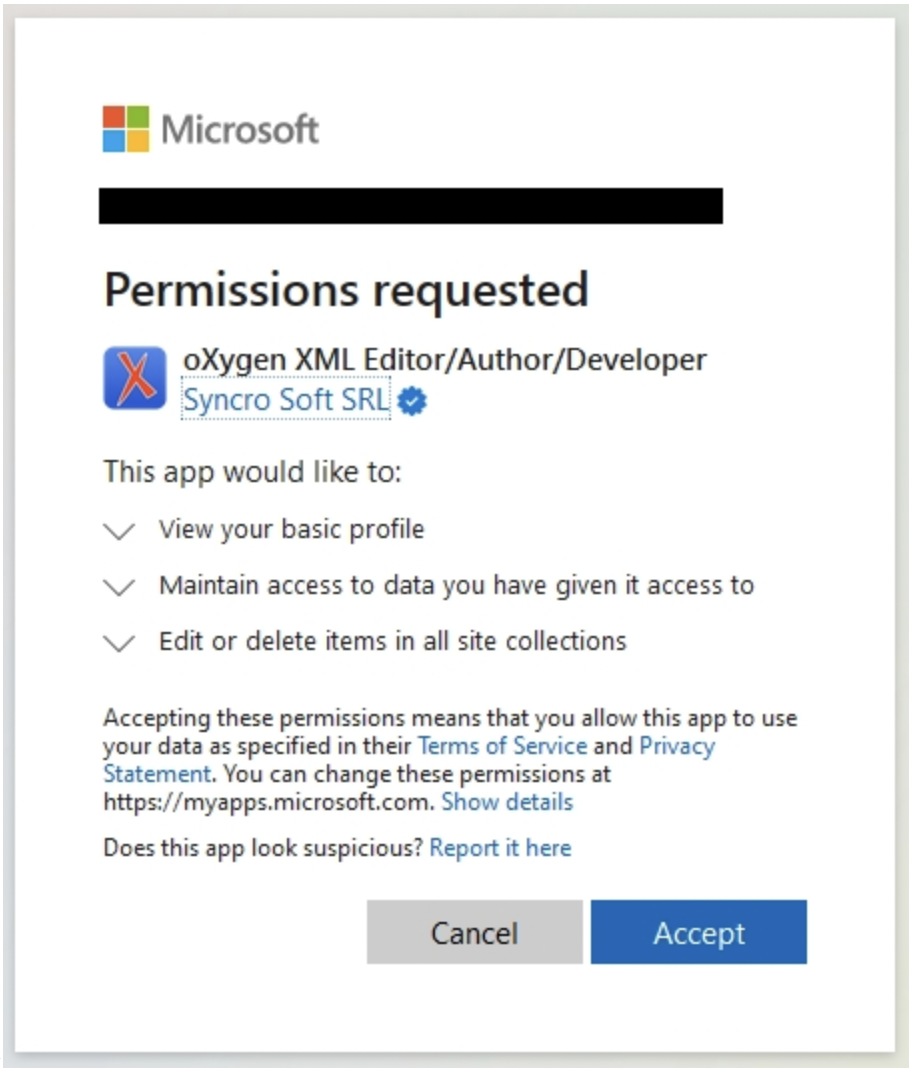 Microsoft
Permissions requested
oXygen XML Editor/Author/Developer
Syncro Soft SRL
This app would like to:
View your basic profile
Maintain access to data you have given it access to
Edit or delete items in all site collections
Accepting these permissions means that you allow this app to use
your data as specified in their Terms of Service and Privacy
Statement. You can change these permissions at
https://myapps.microsoft.com. Show details
Does this app look suspicious? Report it here
Cancel
Accept